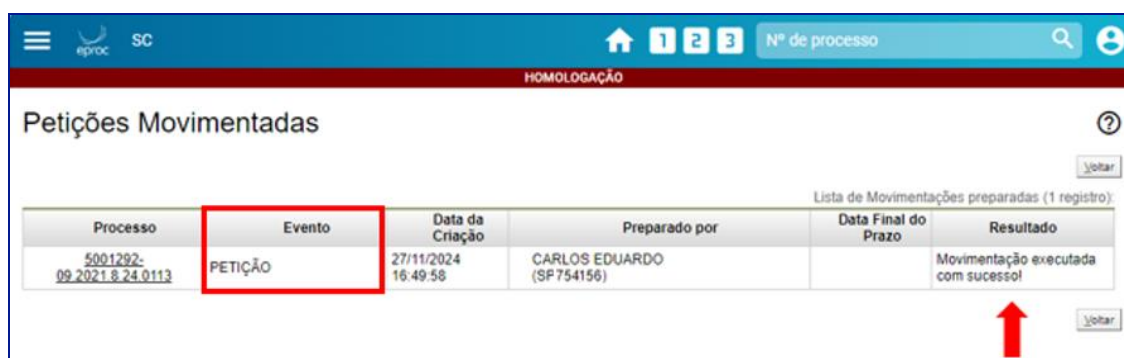 eproc SC 1 2 3 Nº de processo
HOMOLOGAÇÃO
Petições Movimentadas
Voltar
Lista de Movimentações preparadas (1 registro):
Processo Evento Data da Criação Preparado por Data Final do Prazo Resultado
5001292-09.2021.8.24.0113 PETIÇÃO 27/11/2024 16:49:58 CARLOS EDUARDO (SF754156) Movimentação executada com sucesso!
Voltar